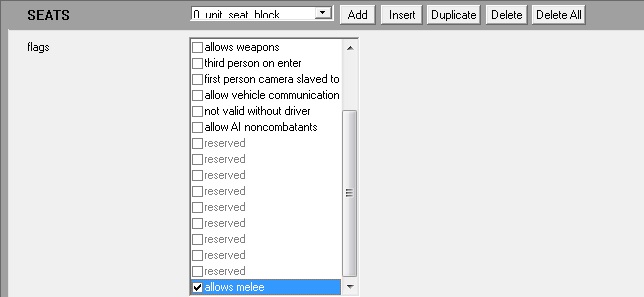 SEATS 0_unit_seat_block Add Insert Duplicate Delete Delete All
flags
allows weapons
third person on enter
first person camera slaved to
allow vehicle communication
not valid without driver
allow AI noncombatants
reserved
reserved
reserved
reserved
reserved
reserved
reserved
reserved
reserved
allows melee